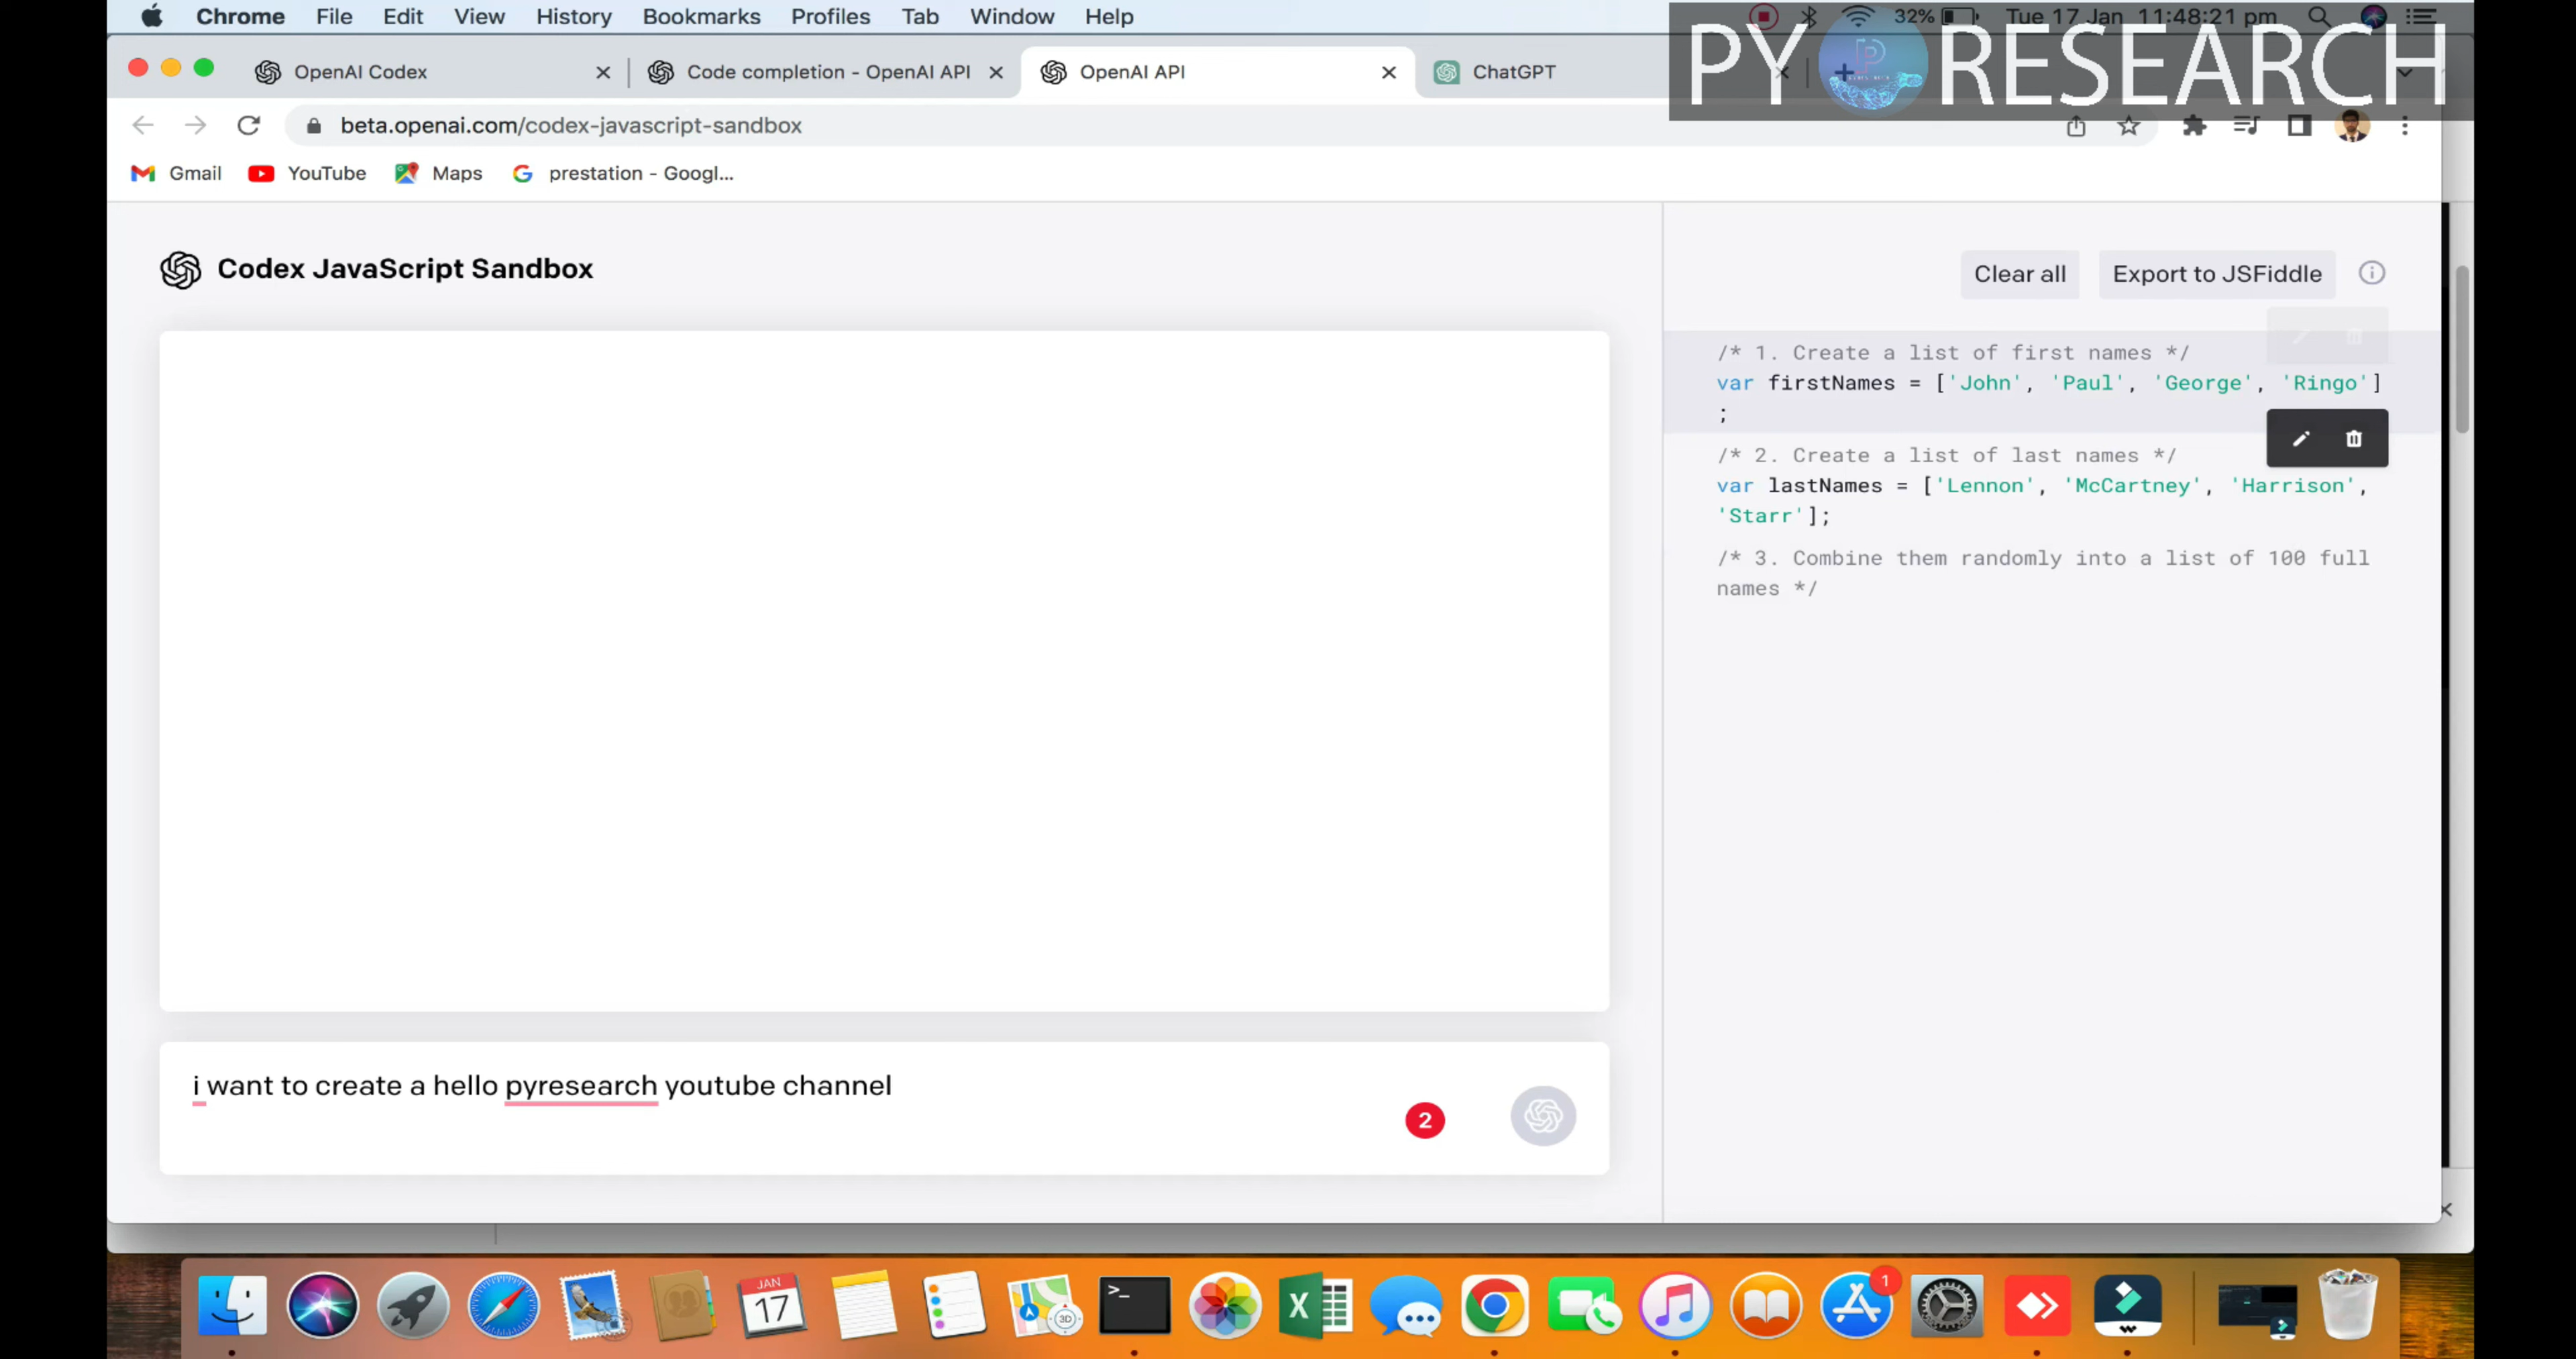 Chrome File Edit View History Bookmarks Profiles Tab Window Help
32% Tue 17 Jan 11:48:21 pm
PY RESEARCH
OpenAI Codex
Code completion - OpenAI API
OpenAI API
ChatGPT
beta.openai.com/codex-javascript-sandbox
Gmail YouTube Maps prestation - Googl...
Codex JavaScript Sandbox
Clear all
Export to JSFiddle
/* 1. Create a list of first names */
var firstNames = ['John', 'Paul', 'George', 'Ringo']
;
/* 2. Create a list of last names */
var lastNames = ['Lennon', 'McCartney', 'Harrison',
'Starr'];
/* 3. Combine them randomly into a list of 100 full
names */
i want to create a hello pyresearch youtube channel
2
JAN
17
3D
>_
X
1